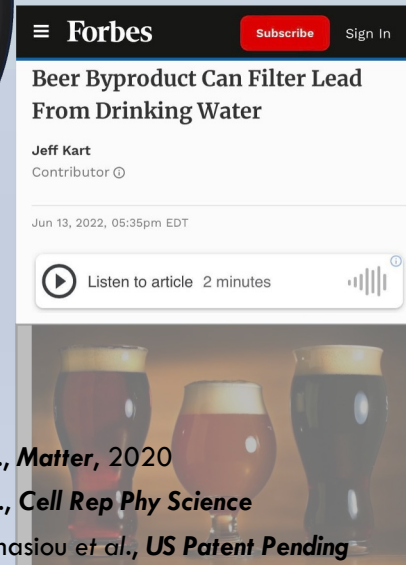 ≡ Forbes Subscribe Sign In
Beer Byproduct Can Filter Lead
From Drinking Water
Jeff Kart
Contributor ⓘ
Jun 13, 2022, 05:35pm EDT
Listen to article 2 minutes
., Matter, 2020
., Cell Rep Phy Science
nasiou et al., US Patent Pending